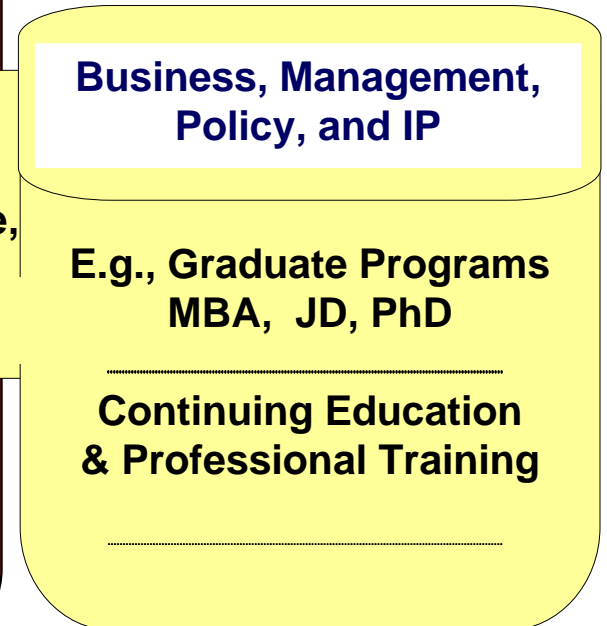 Business, Management,
Policy, and IP
E.g., Graduate Programs
MBA, JD, PhD
Continuing Education
& Professional Training